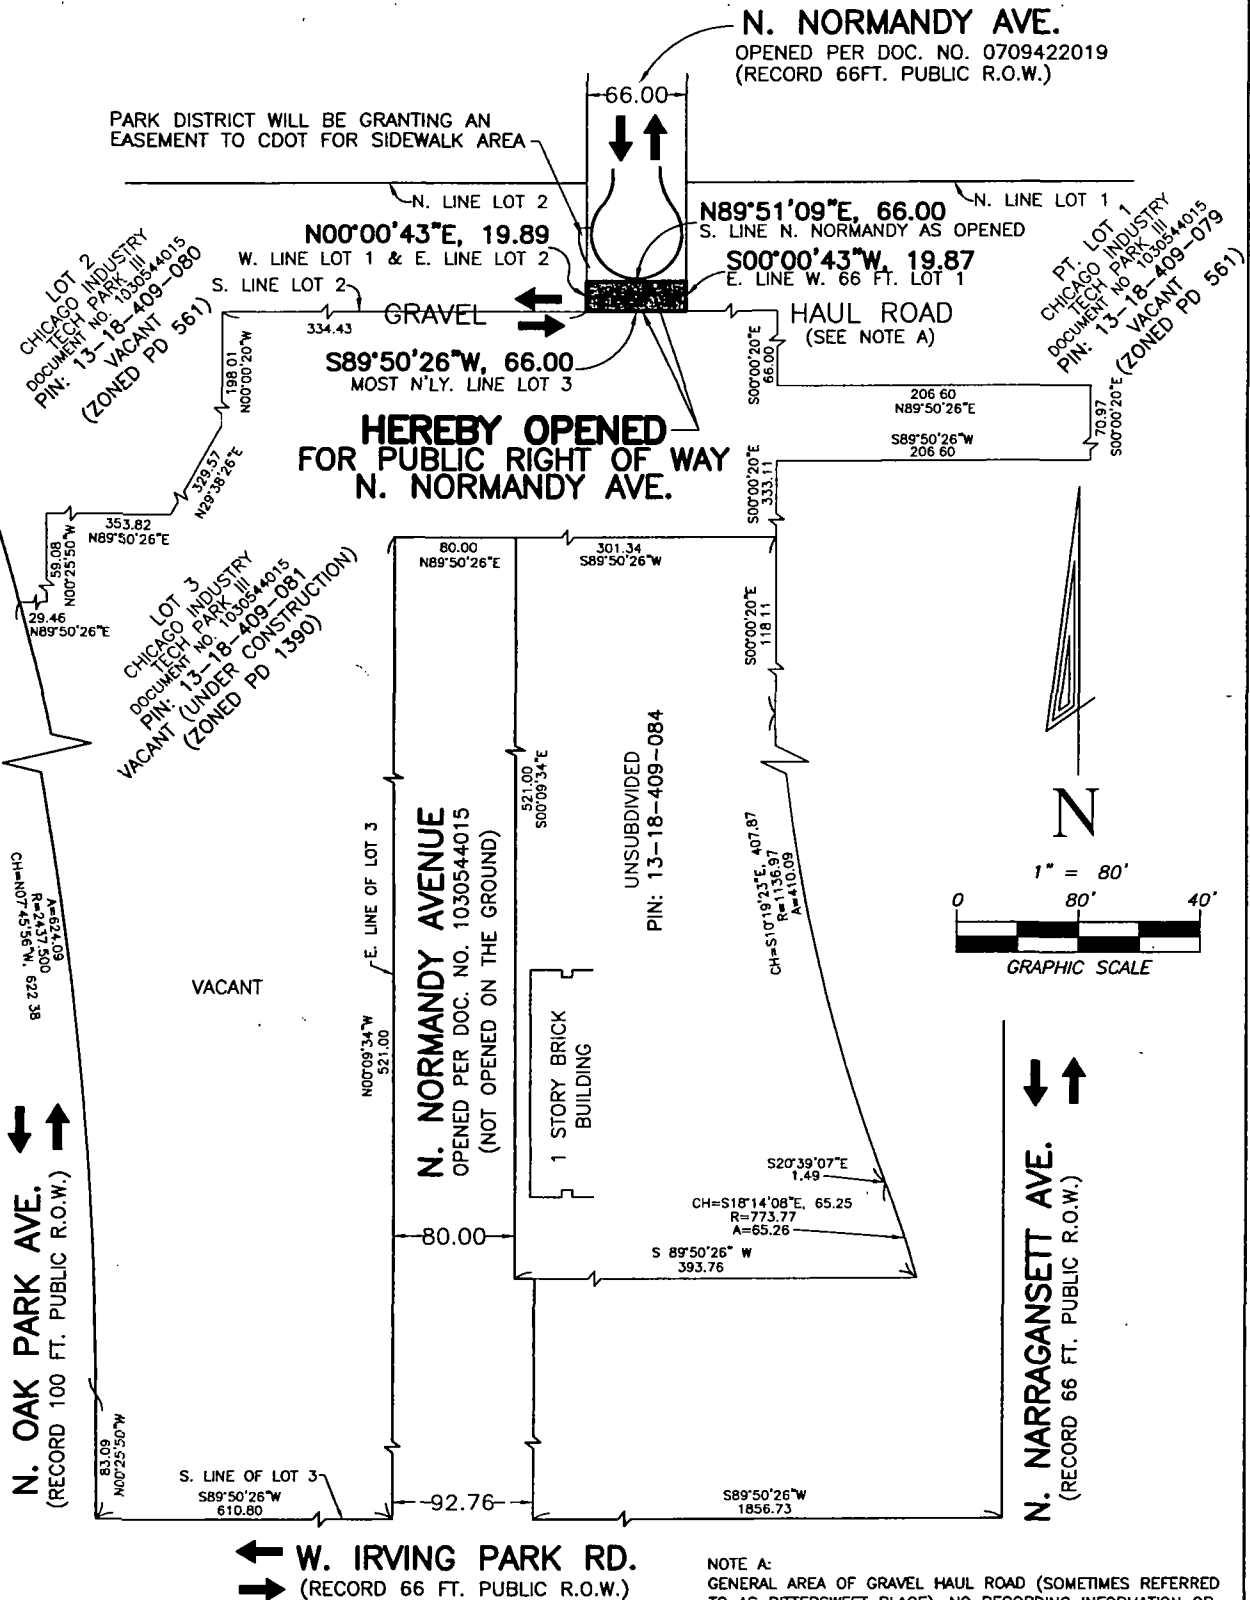 N. NORMANDY AVE.
OPENED PER DOC. NO. 0709422019
(RECORD 66FT. PUBLIC R.O.W.)
66.00
PARK DISTRICT WILL BE GRANTING AN
EASEMENT TO CDOT FOR SIDEWALK AREA
N. LINE LOT 2
N. LINE LOT 1
N00°00'43"E, 19.89
W. LINE LOT 1 & E. LINE LOT 2
N89°51'09"E, 66.00
S. LINE N. NORMANDY AS OPENED
S00°00'43"W, 19.87
E. LINE W. 66 FT. LOT 1
LOT 2
CHICAGO INDUSTRY
TECH PARK III
DOCUMENT NO. 1030544015
PIN: 13-18-409-080
VACANT
(ZONED PD 561)
PT. LOT 1
CHICAGO INDUSTRY
TECH PARK III
DOCUMENT NO 1030544015
PIN: 13-18-409-079
VACANT
(ZONED PD 561)
S. LINE LOT 2
334.43
GRAVEL
HAUL ROAD
(SEE NOTE A)
S89°50'26"W, 66.00
MOST N'LY. LINE LOT 3
198 01
N00°00'20"W
S00°00'20"E
66.00
206 60
N89°50'26"E
70.97
S00°00'20"E
S89°50'26"W
206 60
HEREBY OPENED
FOR PUBLIC RIGHT OF WAY
N. NORMANDY AVE.
329.57
N29°38'26"E
S00°00'20"E
333.11
353.82
N89°50'26"E
59.08
N00°25'50"W
29.46
N89°50'26"E
80.00
N89°50'26"E
301.34
S89°50'26"W
LOT 3
CHICAGO INDUSTRY
TECH PARK III
DOCUMENT NO. 1030544015
PIN: 13-18-409-081
VACANT (UNDER CONSTRUCTION)
(ZONED PD 1390)
S00°00'20"E
118 11
521.00
S00°09'34"E
UNSUBDIVIDED
PIN: 13-18-409-084
N
1" = 80'
0 80' 40'
GRAPHIC SCALE
CH=S10°19'23"E, 407.87
R=1136.97
A=410.09
A=624.09
R=2437.500
CH=N07°45'56"W, 622 38
VACANT
E. LINE OF LOT 3
N00°09'34"W
521.00
N. NORMANDY AVENUE
OPENED PER DOC. NO. 1030544015
(NOT OPENED ON THE GROUND)
1 STORY BRICK
BUILDING
S20°39'07"E
1.49
CH=S18°14'08"E, 65.25
R=773.77
A=65.26
80.00
S 89°50'26" W
393.76
N. OAK PARK AVE.
(RECORD 100 FT. PUBLIC R.O.W.)
N. NARRAGANSETT AVE.
(RECORD 66 FT. PUBLIC R.O.W.)
83.09
N00°25'50"W
S. LINE OF LOT 3
S89°50'26"W
610.80
92.76
S89°50'26"W
1856.73
W. IRVING PARK RD.
(RECORD 66 FT. PUBLIC R.O.W.)
NOTE A:
GENERAL AREA OF GRAVEL HAUL ROAD (SOMETIMES REFERRED
TO AS BITTERSWEET PLACE) NO RECORDING INFORMATION OR